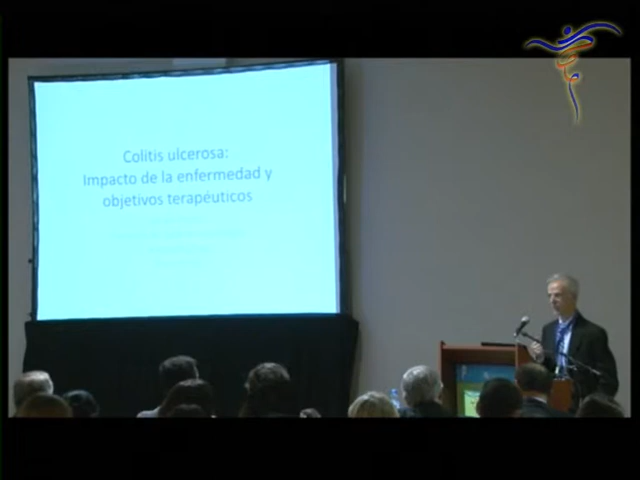 Colitis ulcerosa:
Impacto de la enfermedad y
objetivos terapéuticos